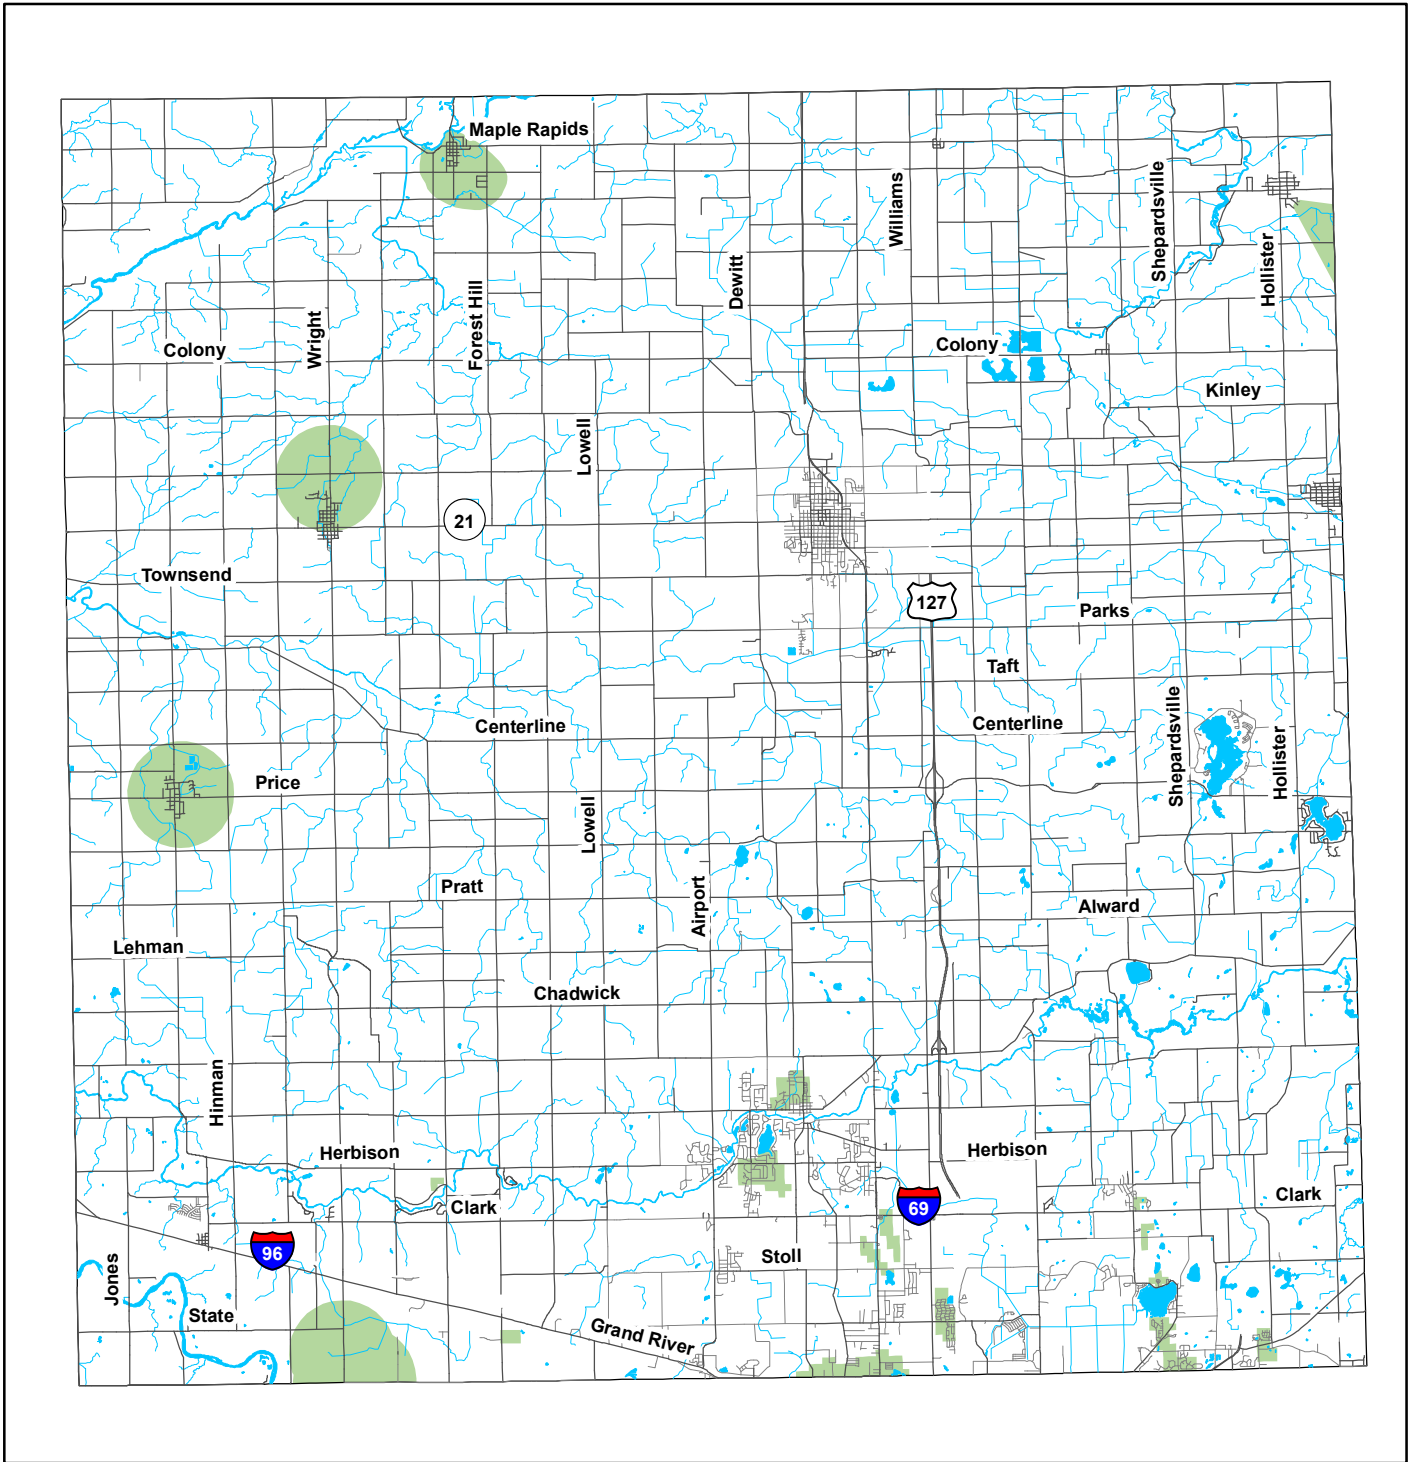 Maple Rapids
Shepardsville
Williams
Hollister
Dewitt
Forest Hill
Wright
Colony
Colony
Kinley
Lowell
21
Townsend
127
Parks
Taft
Centerline
Centerline
Shepardsville
Hollister
Price
Lowell
Pratt
Airport
Alward
Lehman
Chadwick
Hinman
Herbison
Herbison
Clark
Clark
69
96
Stoll
Jones
State
Grand River